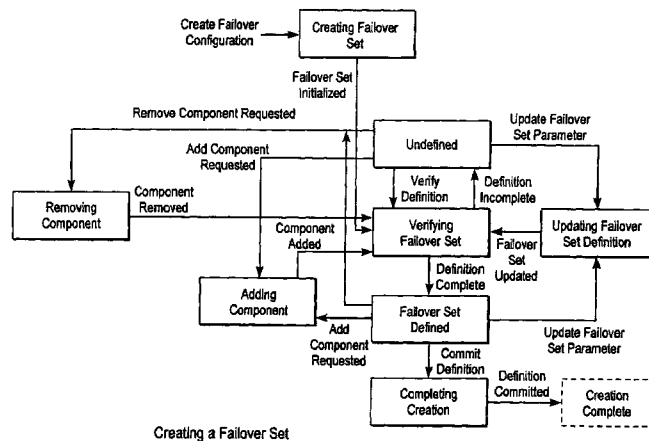 Create Failover
Configuration
Creating Failover
Set
Failover Set
Initialized
Remove Component Requested
Update Failover
Set Parameter
Undefined
Add Component
Requested
Verify
Definition
Definition
Incomplete
Component
Removed
Removing
Component
Component
Added
Verifying
Failover Set
Updating Failover
Set Definition
Failover
Set
Updated
Definition
Complete
Adding
Component
Failover Set
Defined
Add
Component
Requested
Update Failover
Set Parameter
Commit
Definition
Completing
Creation
Definition
Committed
Creation
Complete
Creating a Failover Set